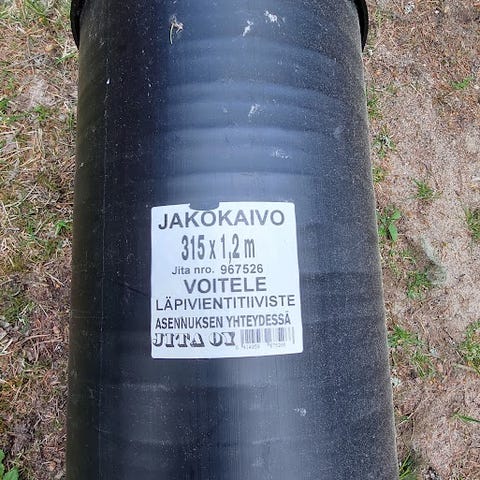 JAKOKAIVO
315 x 1,2 m
Jita nro. 967526
VOITELE
LÄPIVIENTITIIVISTE
ASENNUKSEN YHTEYDESSÄ
JITA OY